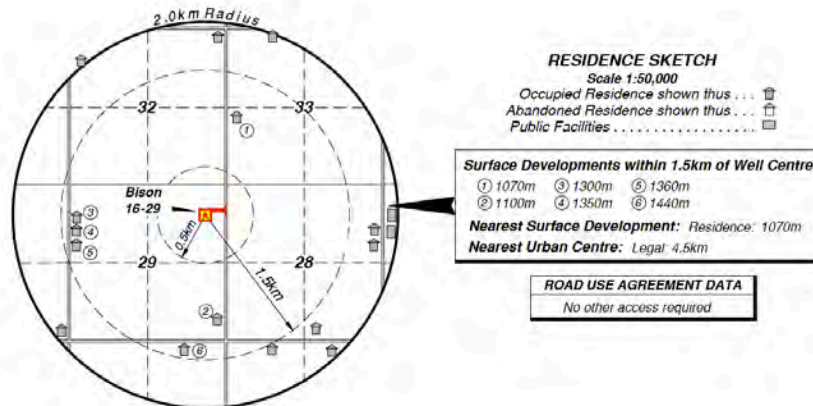 2.0km Radius
32
33
①
Bison
16-29
③
④
⑤
0.5km
1.5km
29
28
②
⑥
RESIDENCE SKETCH
Scale 1:50,000
Occupied Residence shown thus . . .
Abandoned Residence shown thus . . .
Public Facilities . . . . . . . . . . . . . . . . . .
Surface Developments within 1.5km of Well Centre
① 1070m ③ 1300m ⑤ 1360m
② 1100m ④ 1350m ⑥ 1440m
Nearest Surface Development: Residence: 1070m
Nearest Urban Centre: Legal: 4.5km
ROAD USE AGREEMENT DATA
No other access required